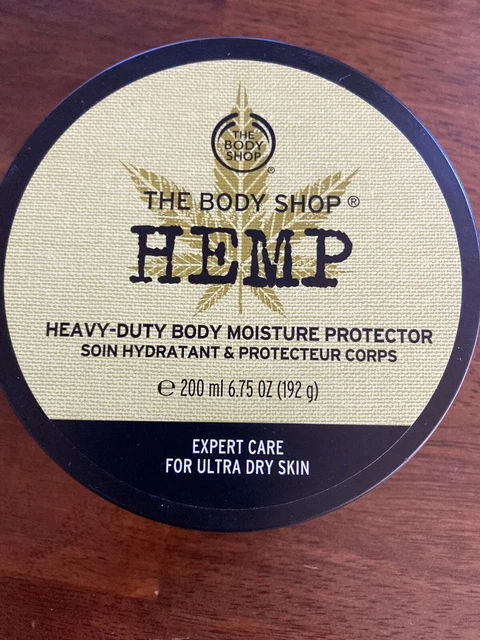 THE
BODY
SHOP
®
THE BODY SHOP ®
HEMP
HEAVY-DUTY BODY MOISTURE PROTECTOR
SOIN HYDRATANT & PROTECTEUR CORPS
℮ 200 ml 6.75 OZ (192 g)
EXPERT CARE
FOR ULTRA DRY SKIN